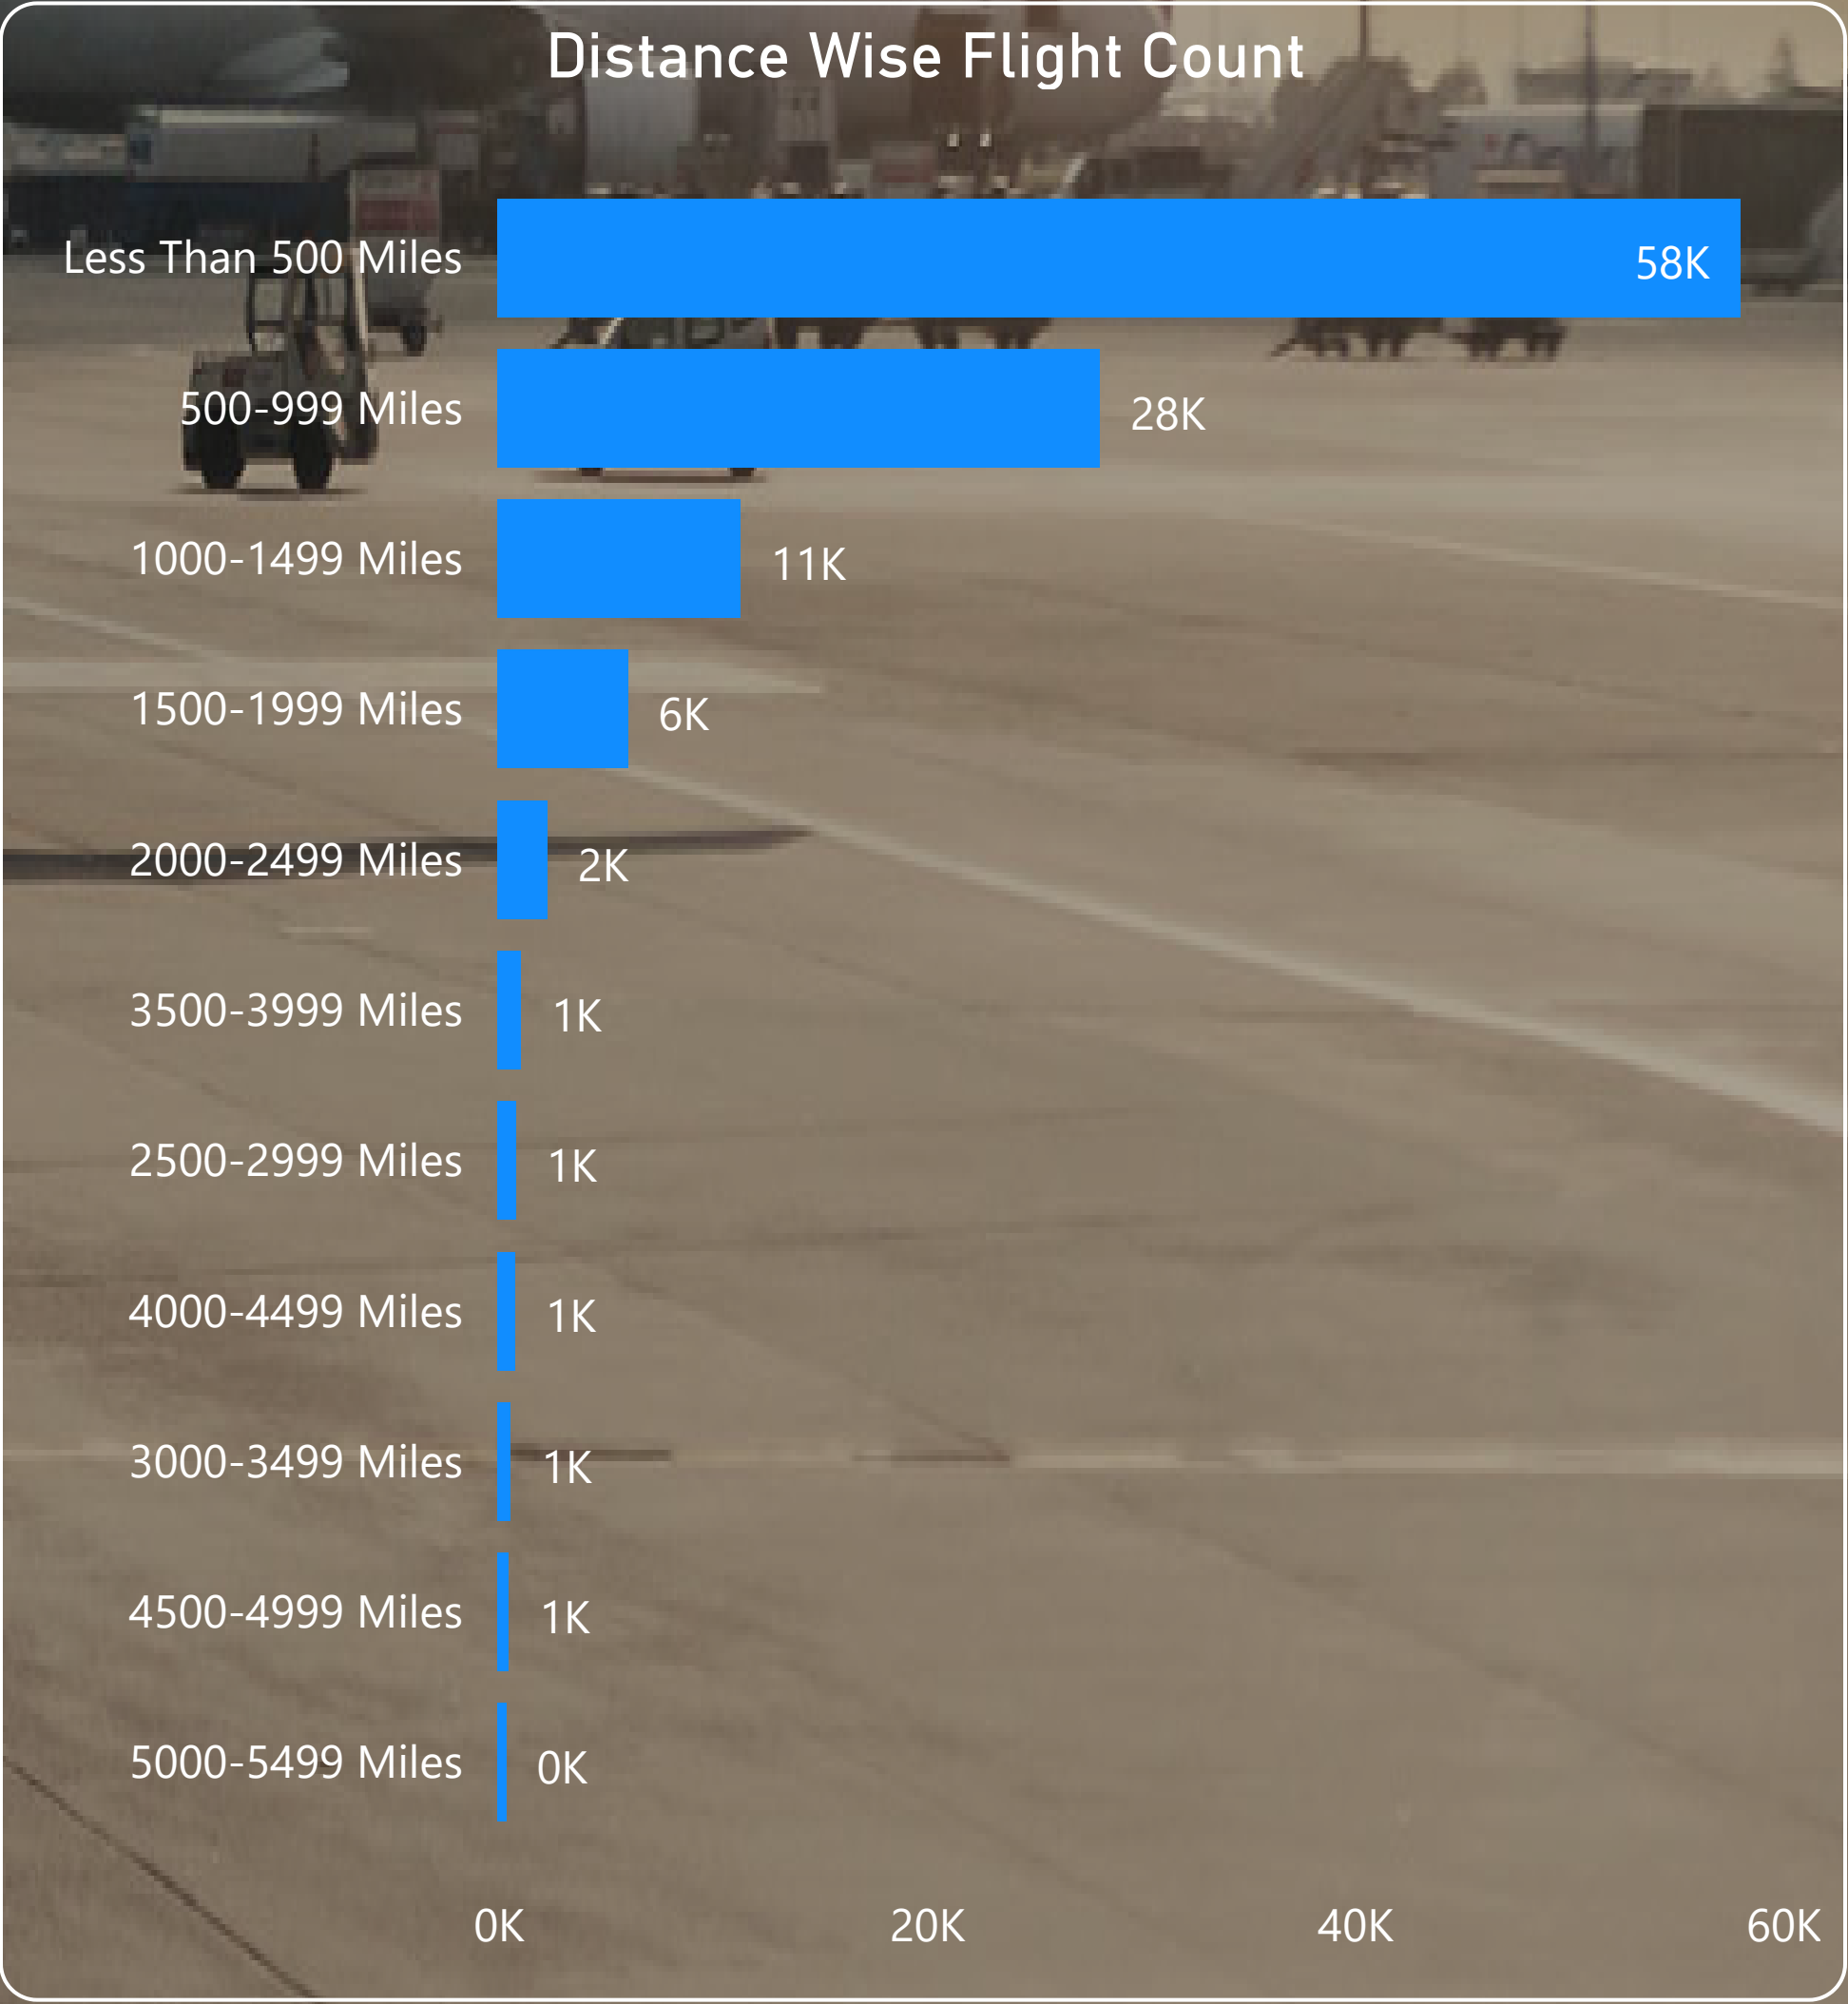 Distance Wise Flight Count
Less Than 500 Miles 58K
500-999 Miles 28K
1000-1499 Miles 11K
1500-1999 Miles 6K
2000-2499 Miles 2K
3500-3999 Miles 1K
2500-2999 Miles 1K
4000-4499 Miles 1K
3000-3499 Miles 1K
4500-4999 Miles 1K
5000-5499 Miles 0K
0K 20K 40K 60K